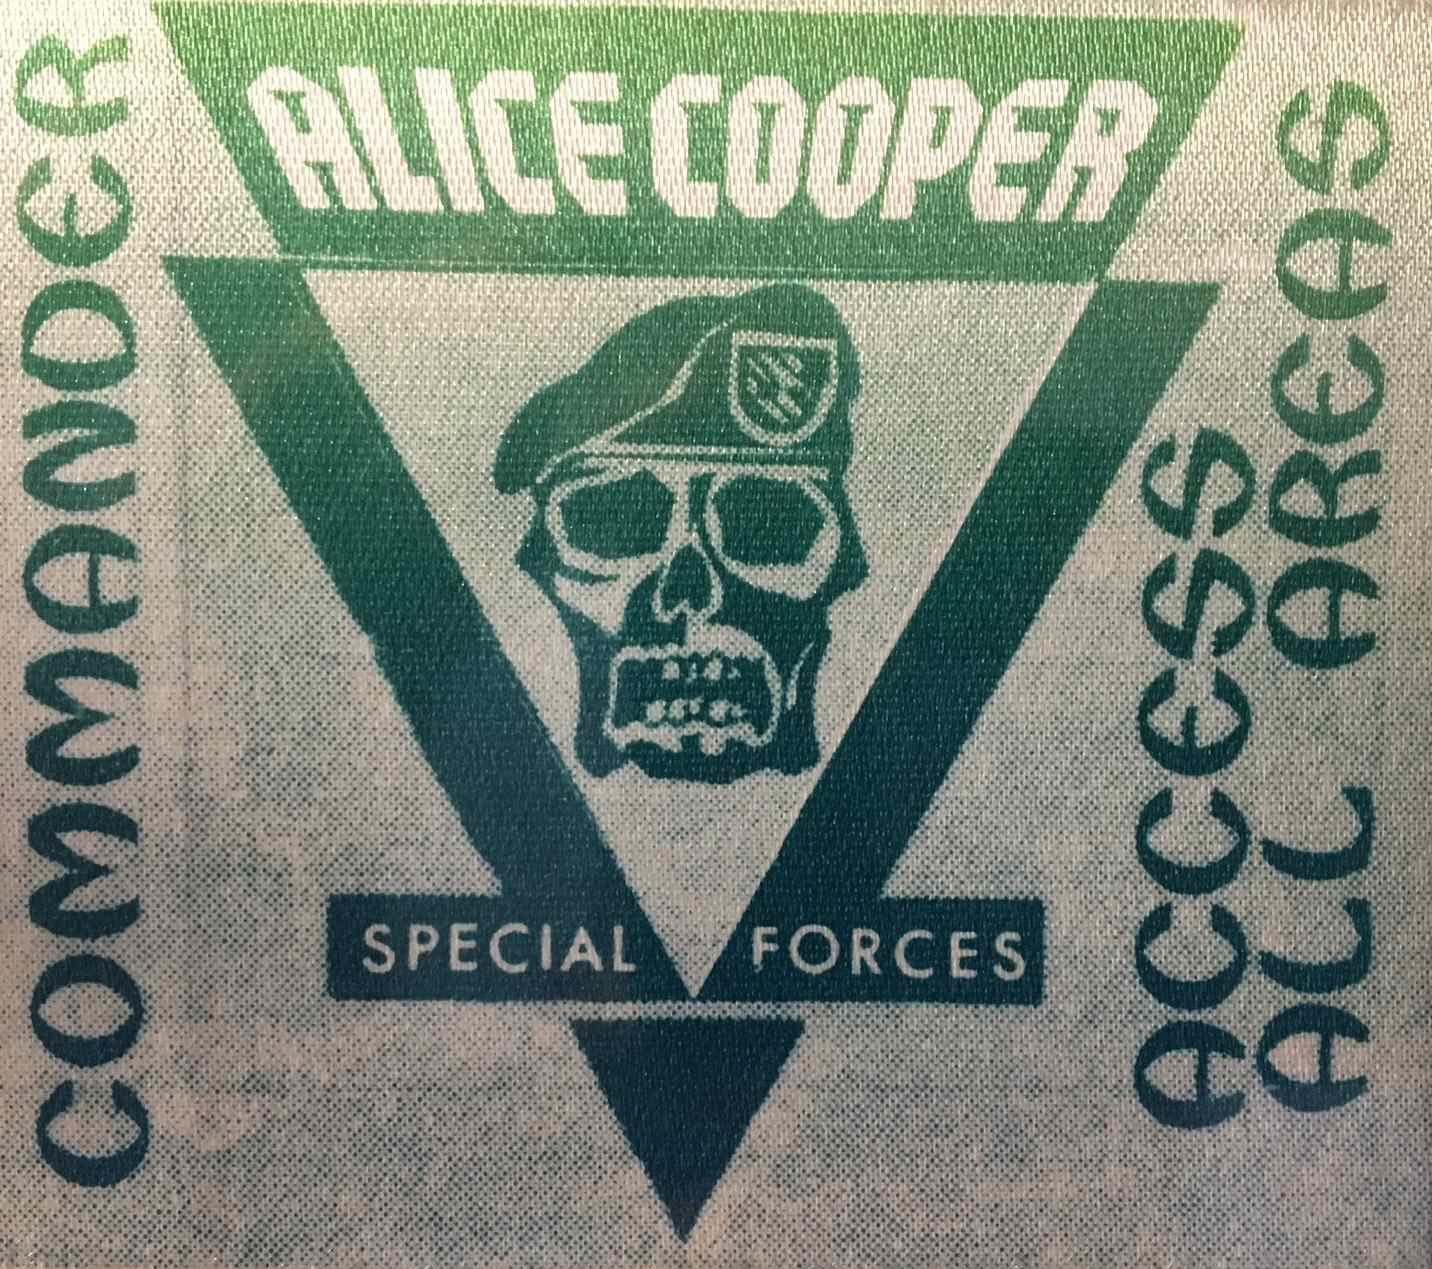 COMMANDER
ALICE COOPER
SPECIAL FORCES
ACCESS
ALL AREAS